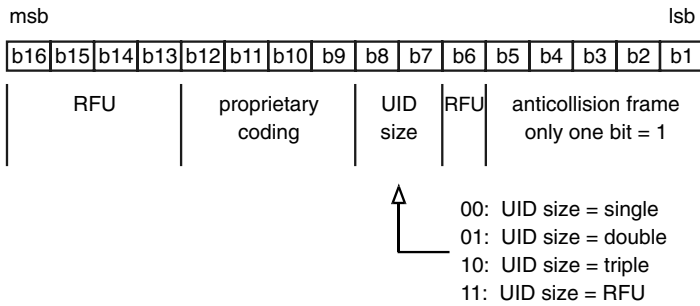 msb lsb
b16 b15 b14 b13 b12 b11 b10 b9 b8 b7 b6 b5 b4 b3 b2 b1
RFU proprietary UID RFU anticollision frame
coding size only one bit = 1
00: UID size = single
01: UID size = double
10: UID size = triple
11: UID size = RFU